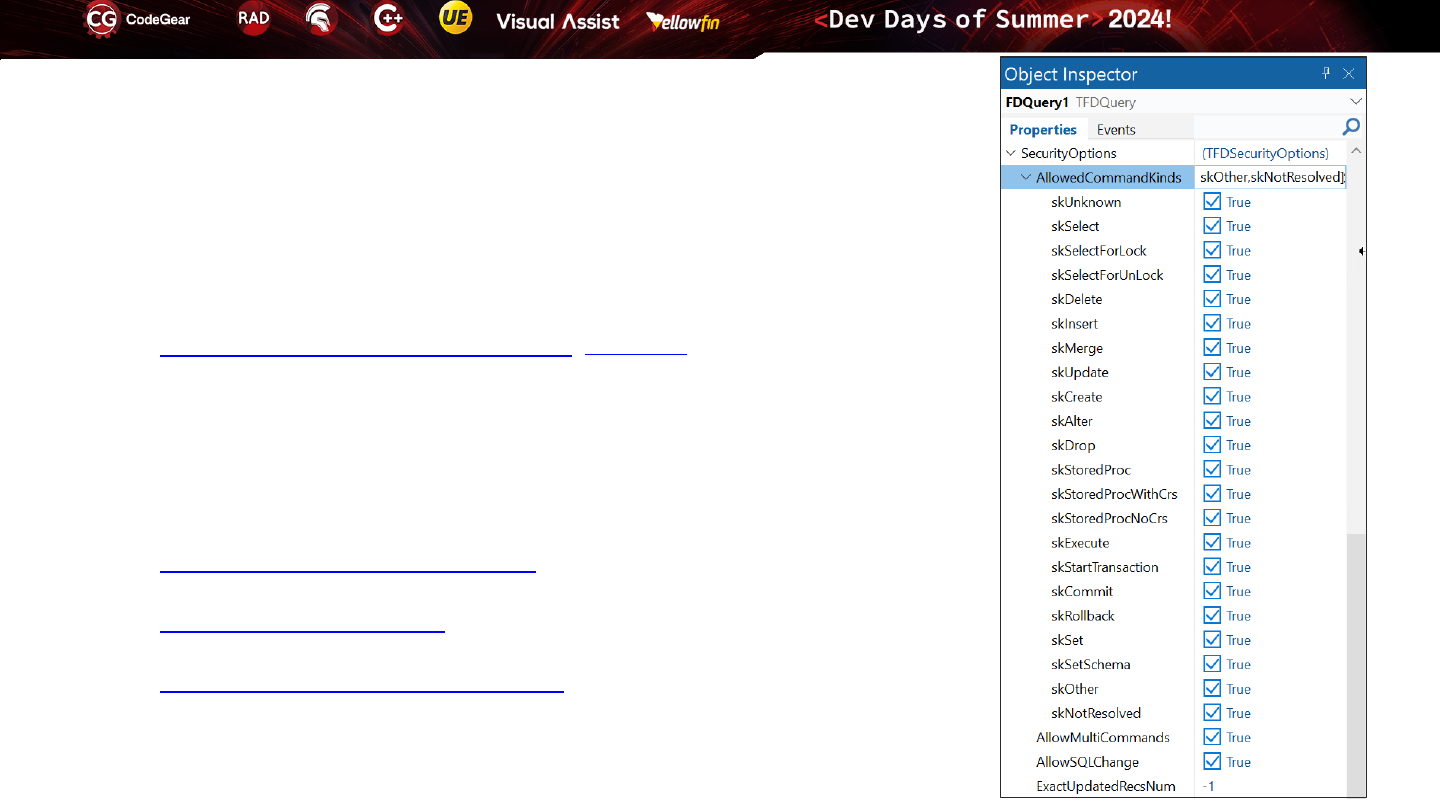 CG CodeGear RAD C++ UE Visual Assist Yellowfin <Dev Days of Summer> 2024!
Object Inspector
FDQuery1 TFDQuery
Properties Events
SecurityOptions (TFDSecurityOptions)
AllowedCommandKinds skOther,skNotResolved]
skUnknown True
skSelect True
skSelectForLock True
skSelectForUnLock True
skDelete True
skInsert True
skMerge True
skUpdate True
skCreate True
skAlter True
skDrop True
skStoredProc True
skStoredProcWithCrs True
skStoredProcNoCrs True
skExecute True
skStartTransaction True
skCommit True
skRollback True
skSet True
skSetSchema True
skOther True
skNotResolved True
AllowMultiCommands True
AllowSQLChange True
ExactUpdatedRecsNum -1